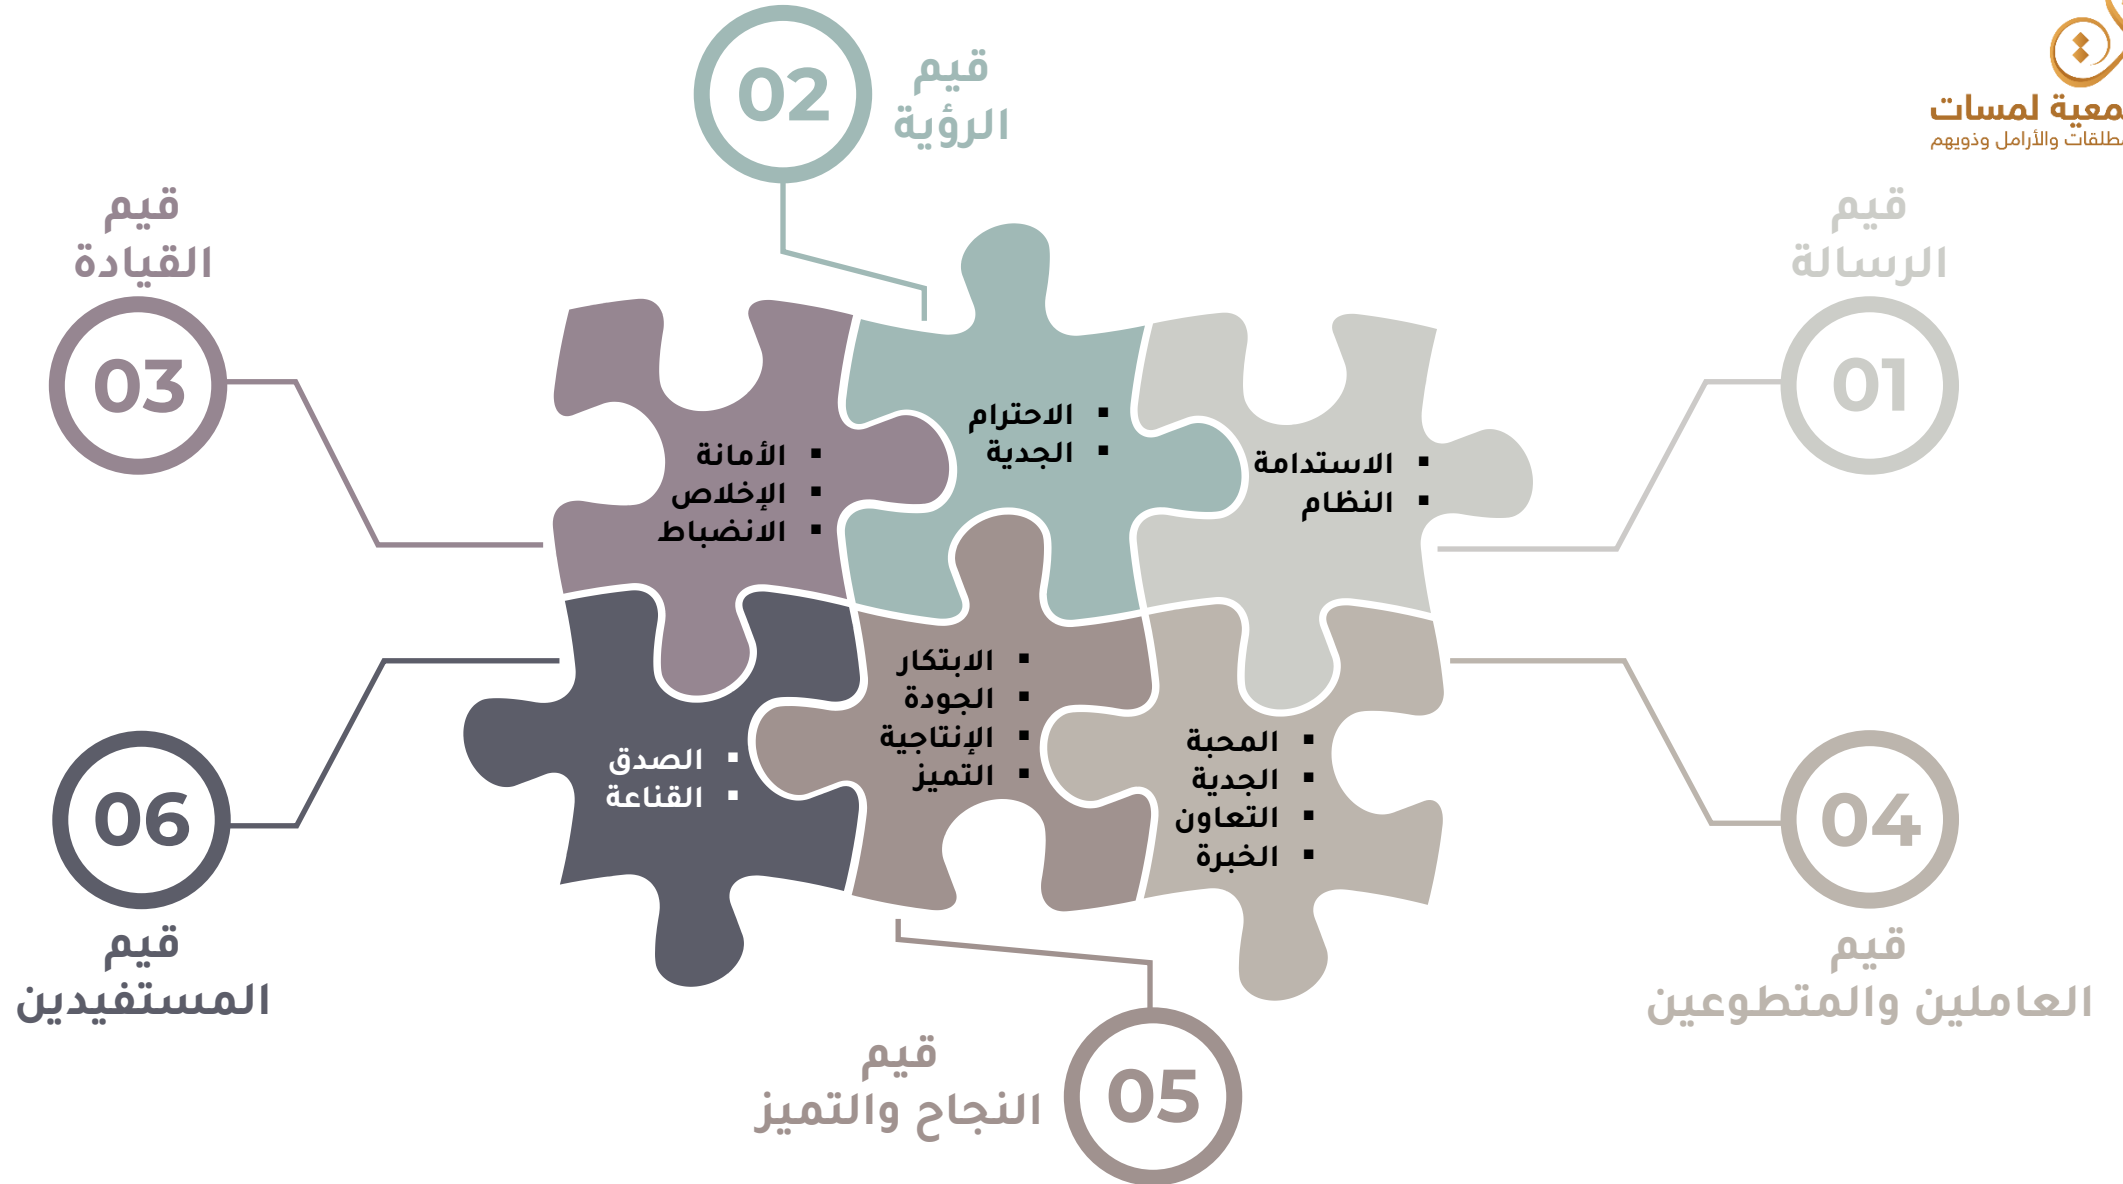 معية لمسات
طلقات والأرامل وذويهم
قيم
الرسالة
01
الاستدامة
النظام
قيم
الرؤية
02
الاحترام
الجدية
قيم
القيادة
03
الأمانة
الإخلاص
الانضباط
المحبة
الجدية
التعاون
الخبرة
04
قيم
العاملين والمتطوعين
الابتكار
الجودة
الإنتاجية
التميز
05
قيم
النجاح والتميز
الصدق
القناعة
06
قيم
المستفيدين